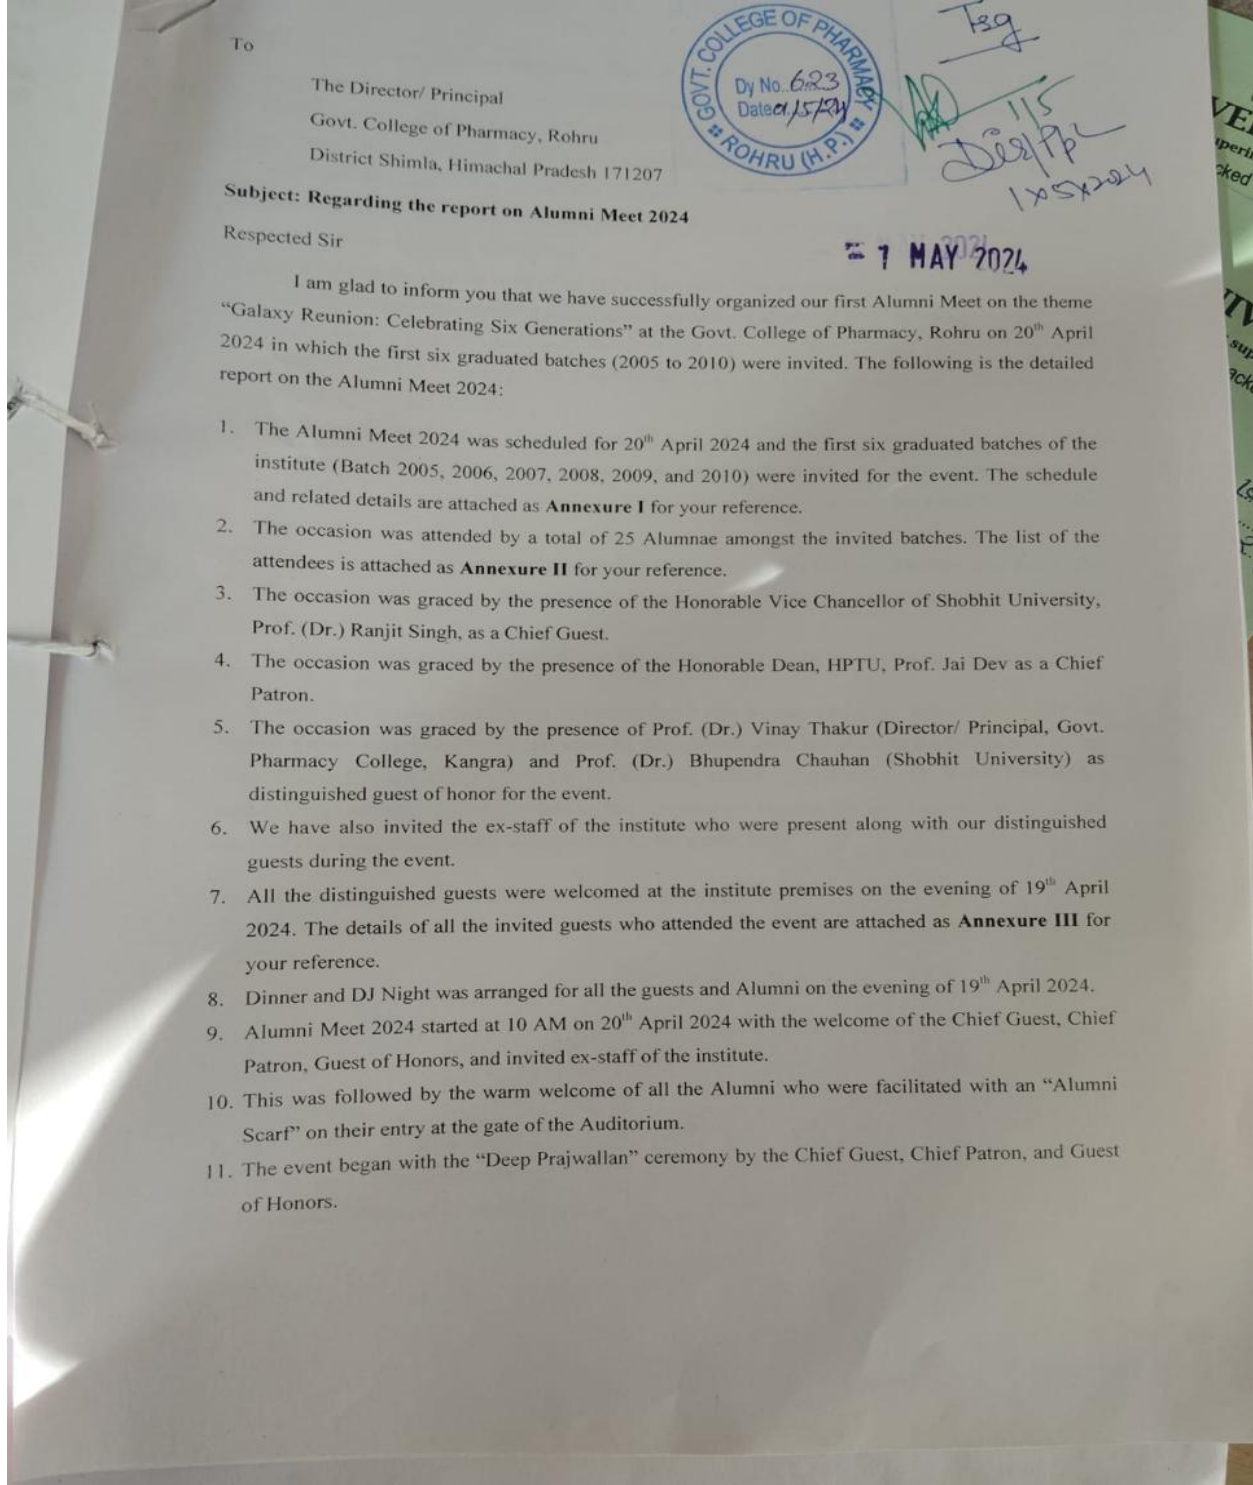 To
The Director/ Principal
Govt. College of Pharmacy, Rohru
District Shimla, Himachal Pradesh 171207
GOVT. COLLEGE OF PHARMACY
Dy No. 623
Date 01/5/24
ROHRU (H.P.)
1/5
Dir/Ppl
1x5x2024
Subject: Regarding the report on Alumni Meet 2024
Respected Sir
1 MAY 2024
I am glad to inform you that we have successfully organized our first Alumni Meet on the theme
“Galaxy Reunion: Celebrating Six Generations” at the Govt. College of Pharmacy, Rohru on 20th April
2024 in which the first six graduated batches (2005 to 2010) were invited. The following is the detailed
report on the Alumni Meet 2024:
1. The Alumni Meet 2024 was scheduled for 20th April 2024 and the first six graduated batches of the
institute (Batch 2005, 2006, 2007, 2008, 2009, and 2010) were invited for the event. The schedule
and related details are attached as Annexure I for your reference.
2. The occasion was attended by a total of 25 Alumnae amongst the invited batches. The list of the
attendees is attached as Annexure II for your reference.
3. The occasion was graced by the presence of the Honorable Vice Chancellor of Shobhit University,
Prof. (Dr.) Ranjit Singh, as a Chief Guest.
4. The occasion was graced by the presence of the Honorable Dean, HPTU, Prof. Jai Dev as a Chief
Patron.
5. The occasion was graced by the presence of Prof. (Dr.) Vinay Thakur (Director/ Principal, Govt.
Pharmacy College, Kangra) and Prof. (Dr.) Bhupendra Chauhan (Shobhit University) as
distinguished guest of honor for the event.
6. We have also invited the ex-staff of the institute who were present along with our distinguished
guests during the event.
7. All the distinguished guests were welcomed at the institute premises on the evening of 19th April
2024. The details of all the invited guests who attended the event are attached as Annexure III for
your reference.
8. Dinner and DJ Night was arranged for all the guests and Alumni on the evening of 19th April 2024.
9. Alumni Meet 2024 started at 10 AM on 20th April 2024 with the welcome of the Chief Guest, Chief
Patron, Guest of Honors, and invited ex-staff of the institute.
10. This was followed by the warm welcome of all the Alumni who were facilitated with an “Alumni
Scarf” on their entry at the gate of the Auditorium.
11. The event began with the “Deep Prajwallan” ceremony by the Chief Guest, Chief Patron, and Guest
of Honors.